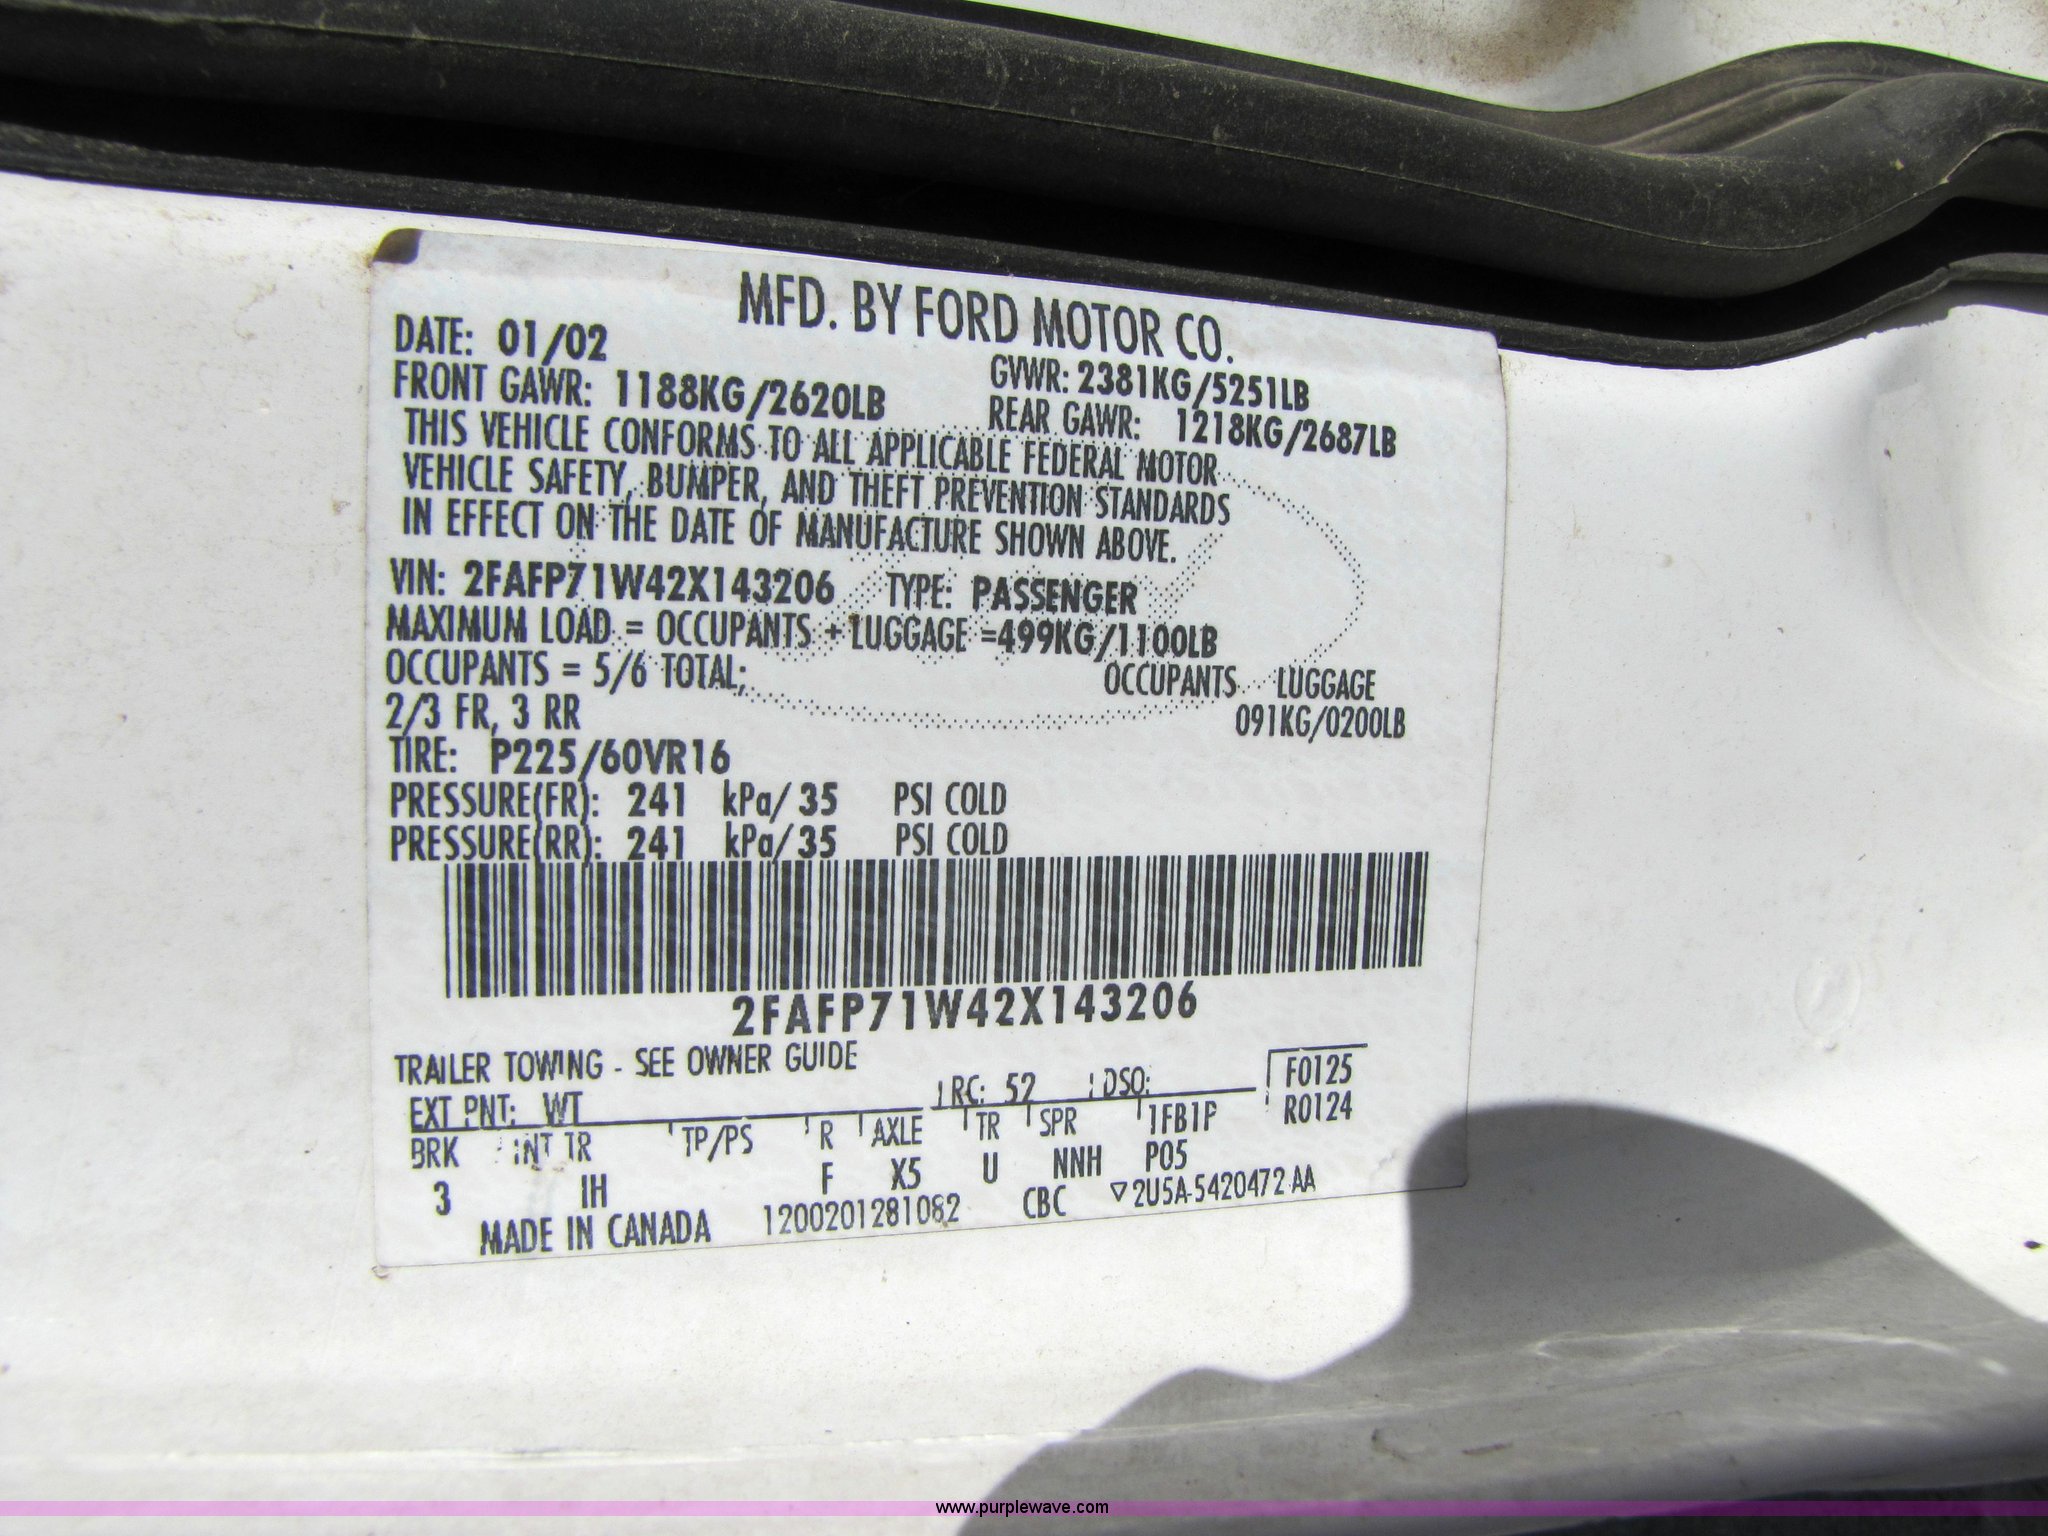 MFD. BY FORD MOTOR CO.
DATE: 01/02
GVWR: 2381KG/5251LB
FRONT GAWR: 1188KG/2620LB
REAR GAWR: 1218KG/2687LB
THIS VEHICLE CONFORMS TO ALL APPLICABLE FEDERAL MOTOR
VEHICLE SAFETY, BUMPER, AND THEFT PREVENTION STANDARDS
IN EFFECT ON THE DATE OF MANUFACTURE SHOWN ABOVE.
VIN: 2FAFP71W42X143206 TYPE: PASSENGER
MAXIMUM LOAD = OCCUPANTS + LUGGAGE =499KG/1100LB
OCCUPANTS = 5/6 TOTAL; OCCUPANTS LUGGAGE
2/3 FR, 3 RR 091KG/0200LB
TIRE: P225/60VR16
PRESSURE(FR): 241 kPa/ 35 PSI COLD
PRESSURE(RR): 241 kPa/ 35 PSI COLD
2FAFP71W42X143206
TRAILER TOWING - SEE OWNER GUIDE
EXT PNT: WT RC: 52 DSO: F0125
R0124
BRK INT TR TP/PS R AXLE TR SPR 1FB1P
3 IH F X5 U NNH P05
MADE IN CANADA 1200201281082 CBC ▽2U5A-5420472-AA
www.purplewave.com